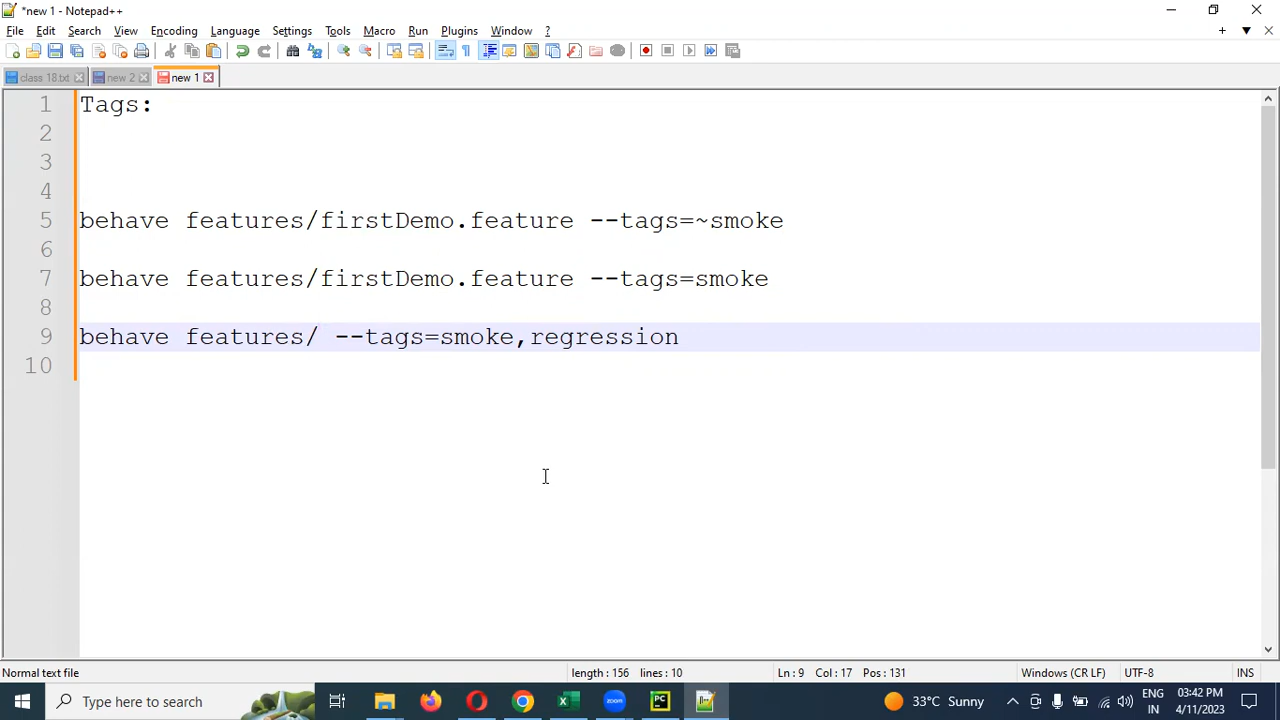 *new 1 - Notepad++
File Edit Search View Encoding Language Settings Tools Macro Run Plugins Window ?
class 18.txt new 2 new 1
1 Tags:
2
3
4
5 behave features/firstDemo.feature --tags=~smoke
6
7 behave features/firstDemo.feature --tags=smoke
8
9 behave features/ --tags=smoke,regression
10
Normal text file length : 156 lines : 10 Ln : 9 Col : 17 Pos : 131 Windows (CR LF) UTF-8 INS
Type here to search zoom PC 33°C Sunny ENG 03:42 PM
IN 4/11/2023